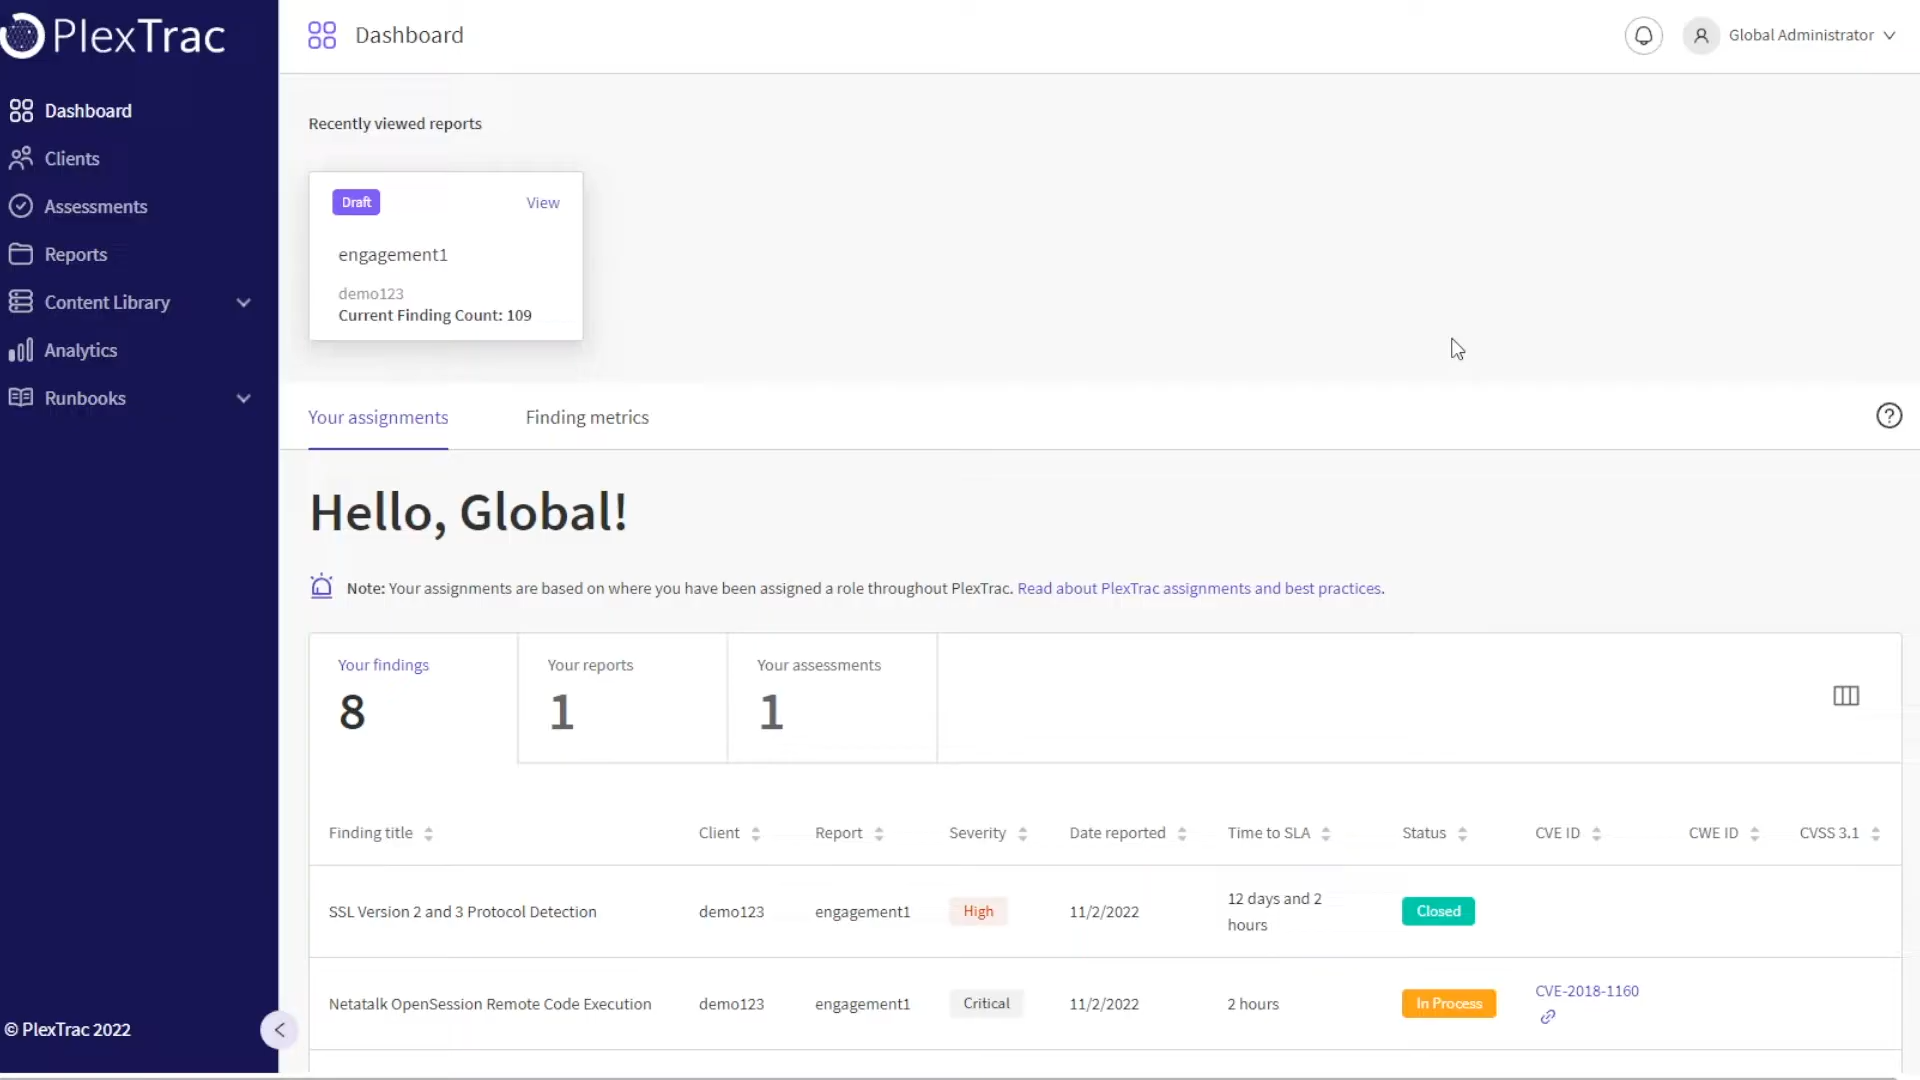 PlexTrac
Dashboard
Global Administrator
Dashboard
Clients
Assessments
Reports
Content Library
Analytics
Runbooks
Recently viewed reports
Draft
View
engagement1
demo123
Current Finding Count: 109
Your assignments
Finding metrics
Hello, Global!
Note: Your assignments are based on where you have been assigned a role throughout PlexTrac. Read about PlexTrac assignments and best practices.
Your findings
8
Your reports
1
Your assessments
1
Finding title Client Report Severity Date reported Time to SLA Status CVE ID CWE ID CVSS 3.1
SSL Version 2 and 3 Protocol Detection demo123 engagement1 High 11/2/2022 12 days and 2
hours Closed
Netatalk OpenSession Remote Code Execution demo123 engagement1 Critical 11/2/2022 2 hours In Process CVE-2018-1160
© PlexTrac 2022